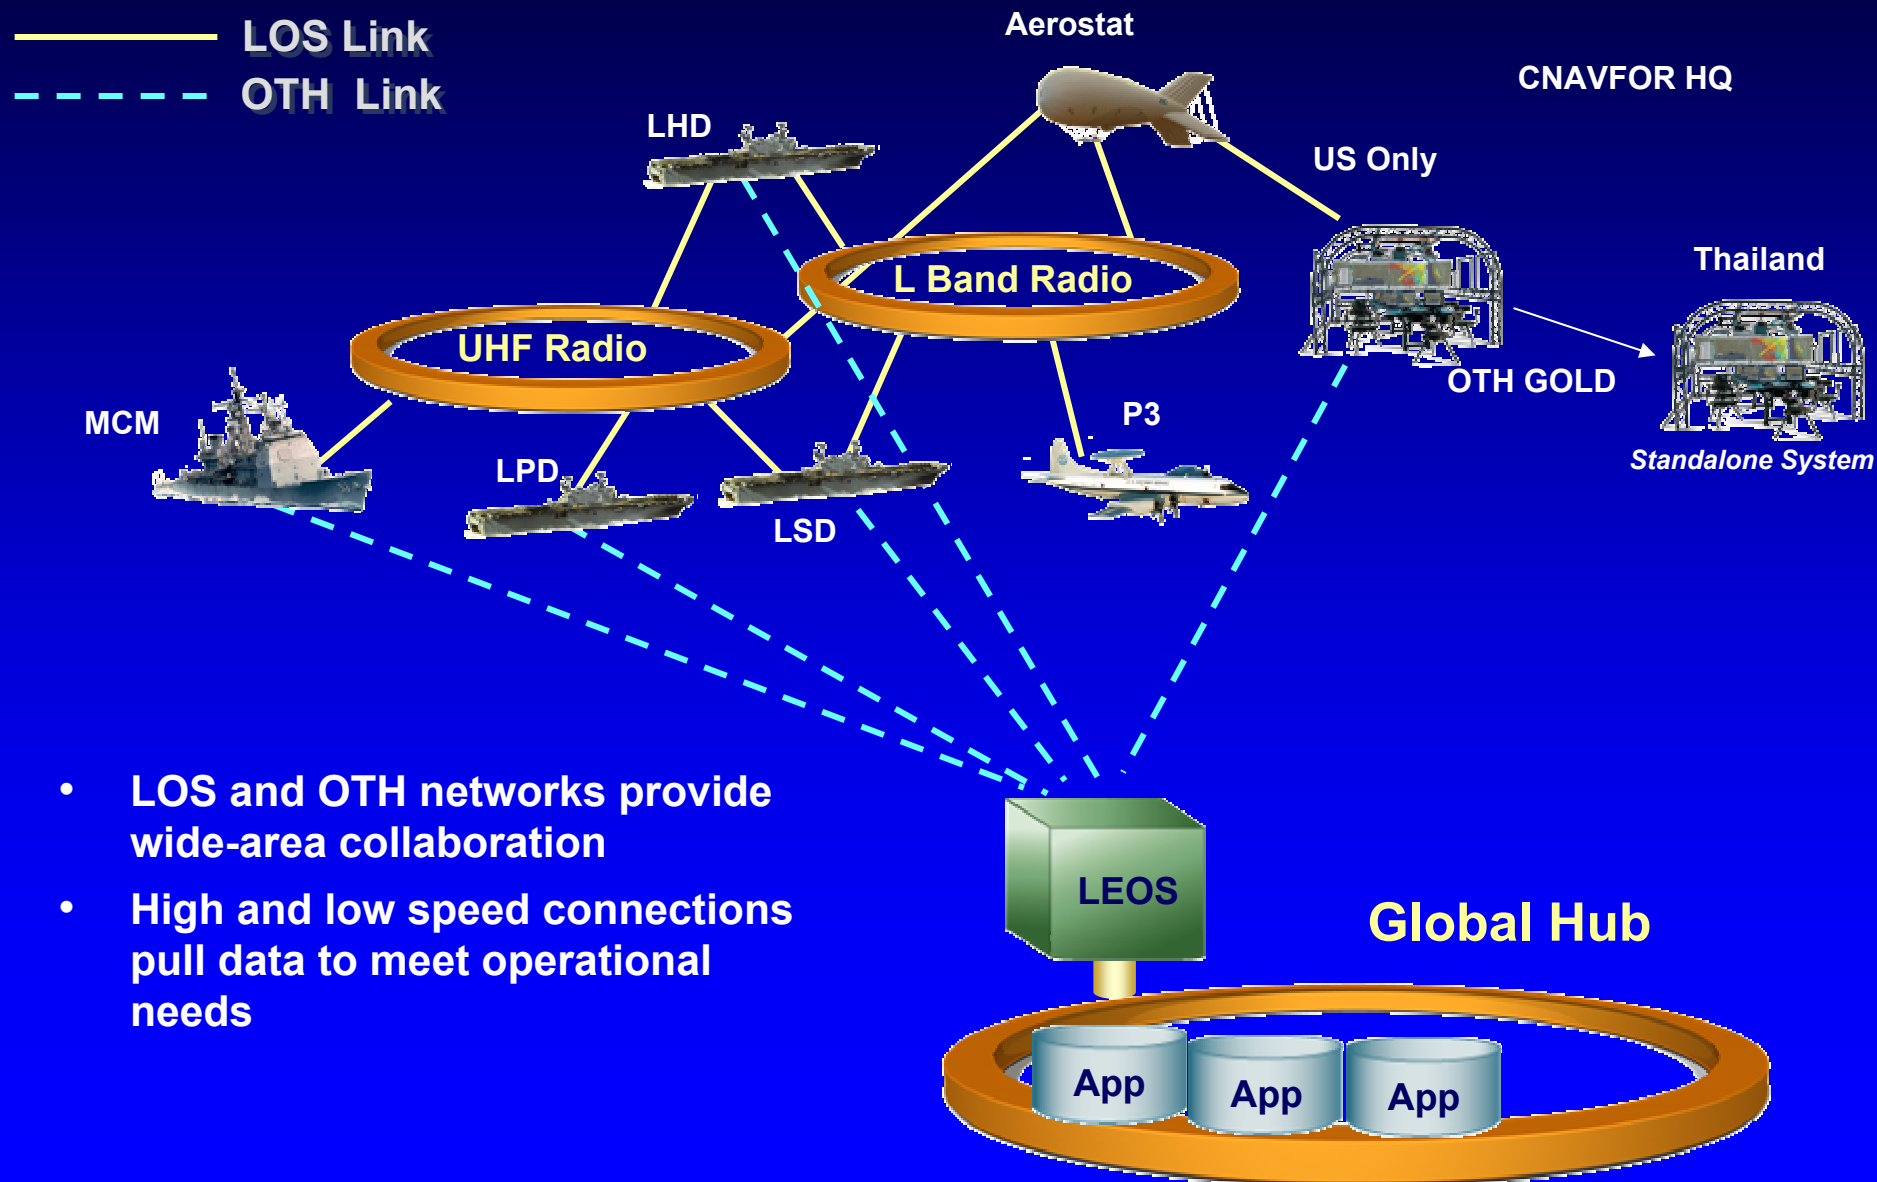 LOS Link
OTH Link
Aerostat
CNAVFOR HQ
LHD
US Only
Thailand
L Band Radio
UHF Radio
OTH GOLD
MCM
P3
LPD
Standalone System
LSD
• LOS and OTH networks provide
wide-area collaboration
• High and low speed connections
pull data to meet operational
needs
LEOS
Global Hub
App
App
App